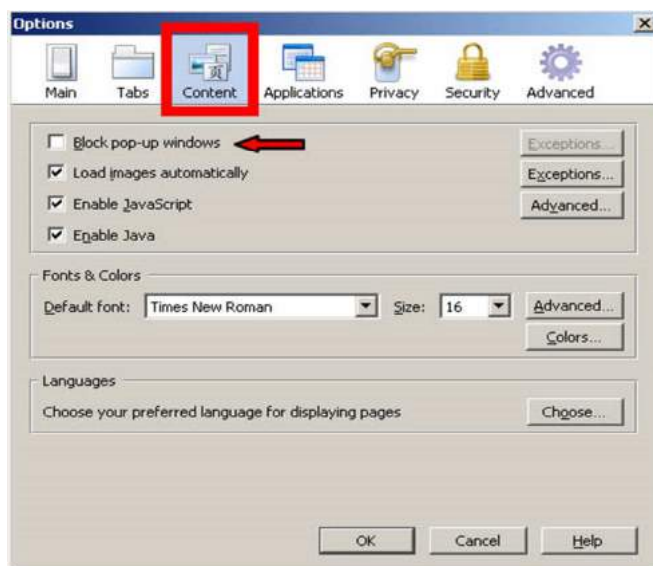 Options
Main Tabs Content Applications Privacy Security Advanced
Block pop-up windows Exceptions...
Load images automatically Exceptions...
Enable JavaScript Advanced...
Enable Java
Fonts & Colors
Default font: Times New Roman Size: 16 Advanced...
Colors...
Languages
Choose your preferred language for displaying pages Choose...
OK Cancel Help